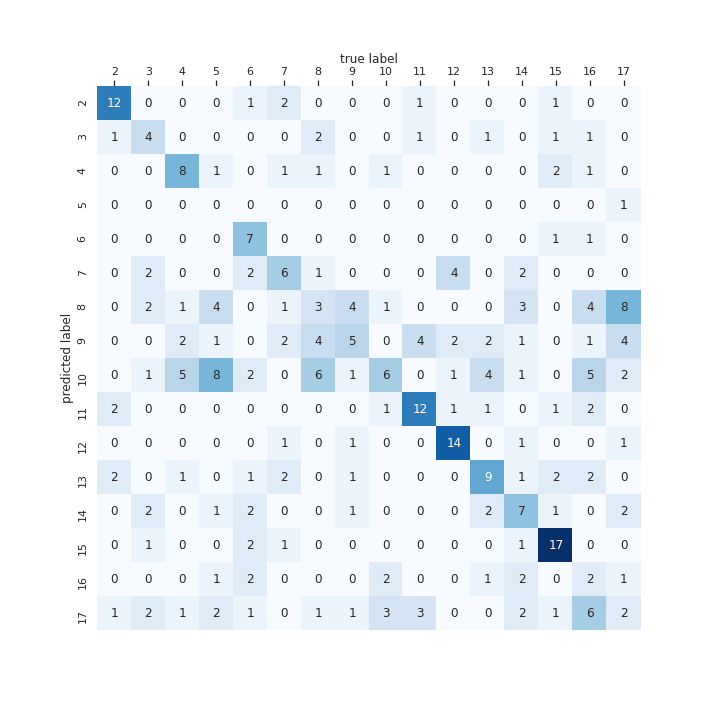 true label
2 3 4 5 6 7 8 9 10 11 12 13 14 15 16 17
predicted label
2 12 0 0 0 1 2 0 0 0 1 0 0 0 1 0 0
3 1 4 0 0 0 0 2 0 0 1 0 1 0 1 1 0
4 0 0 8 1 0 1 1 0 1 0 0 0 0 2 1 0
5 0 0 0 0 0 0 0 0 0 0 0 0 0 0 0 1
6 0 0 0 0 7 0 0 0 0 0 0 0 0 1 1 0
7 0 2 0 0 2 6 1 0 0 0 4 0 2 0 0 0
8 0 2 1 4 0 1 3 4 1 0 0 0 3 0 4 8
9 0 0 2 1 0 2 4 5 0 4 2 2 1 0 1 4
10 0 1 5 8 2 0 6 1 6 0 1 4 1 0 5 2
11 2 0 0 0 0 0 0 0 1 12 1 1 0 1 2 0
12 0 0 0 0 0 1 0 1 0 0 14 0 1 0 0 1
13 2 0 1 0 1 2 0 1 0 0 0 9 1 2 2 0
14 0 2 0 1 2 0 0 1 0 0 0 2 7 1 0 2
15 0 1 0 0 2 1 0 0 0 0 0 0 1 17 0 0
16 0 0 0 1 2 0 0 0 2 0 0 1 2 0 2 1
17 1 2 1 2 1 0 1 1 3 3 0 0 2 1 6 2